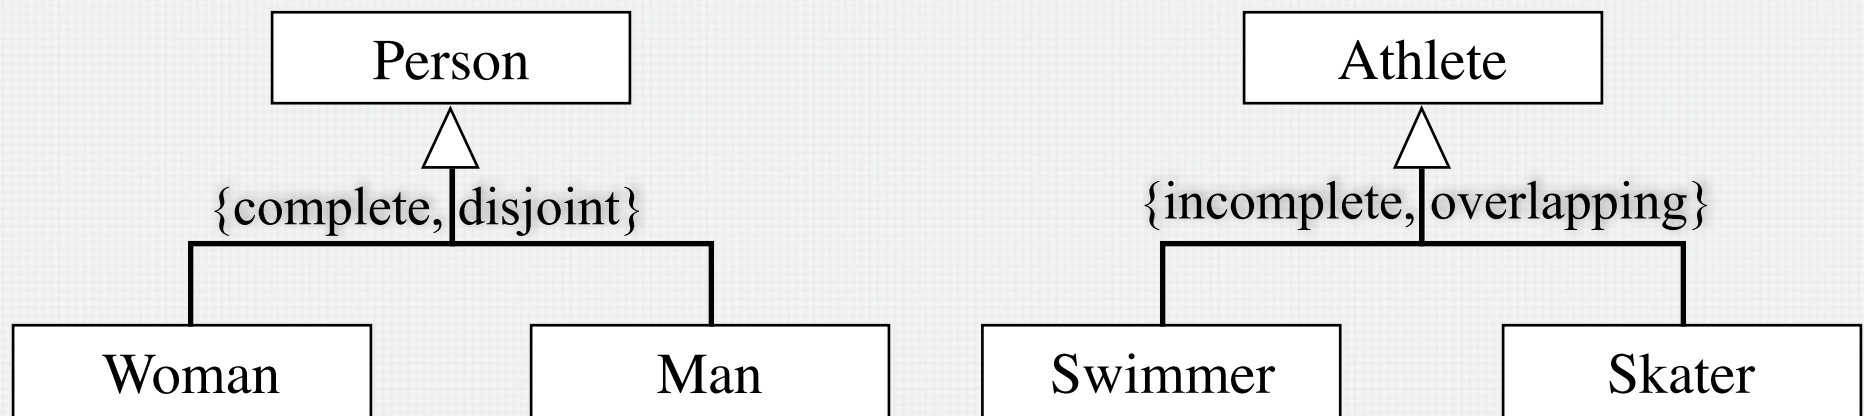 Person
Athlete
{complete, disjoint}
{incomplete, overlapping}
Woman
Man
Swimmer
Skater